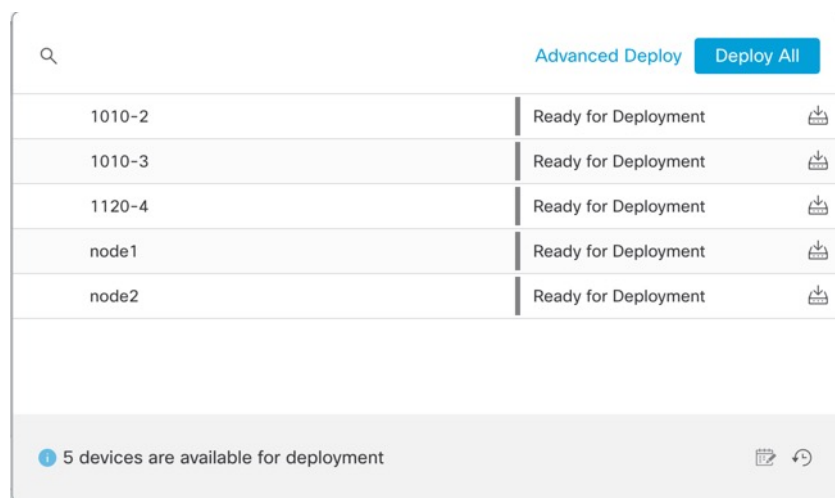 Advanced Deploy Deploy All
1010-2 Ready for Deployment
1010-3 Ready for Deployment
1120-4 Ready for Deployment
node1 Ready for Deployment
node2 Ready for Deployment
5 devices are available for deployment